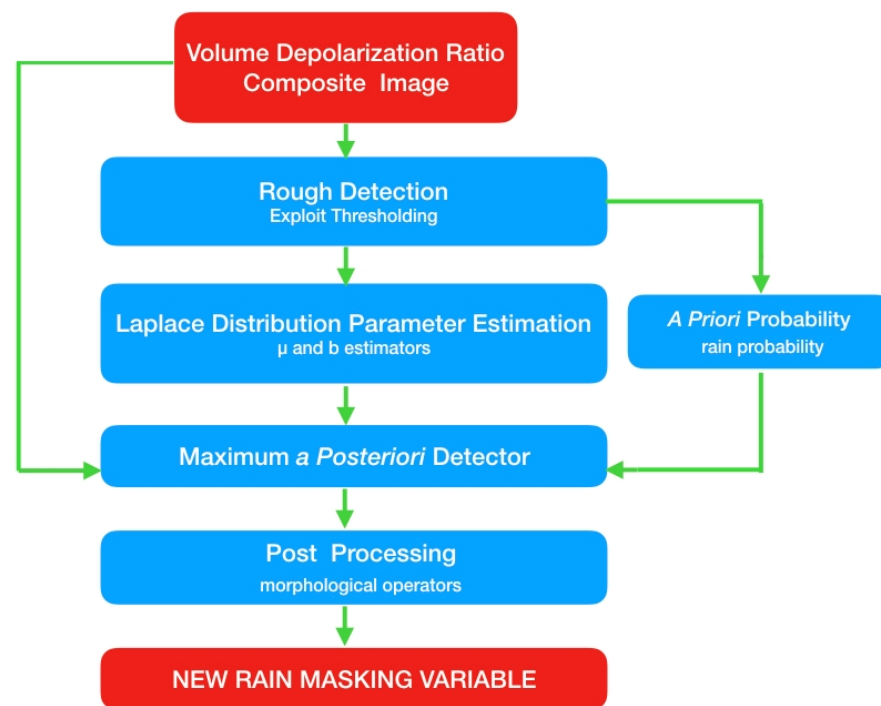 Volume Depolarization Ratio
Composite Image
Rough Detection
Exploit Thresholding
Laplace Distribution Parameter Estimation
μ and b estimators
A Priori Probability
rain probability
Maximum a Posteriori Detector
Post Processing
morphological operators
NEW RAIN MASKING VARIABLE